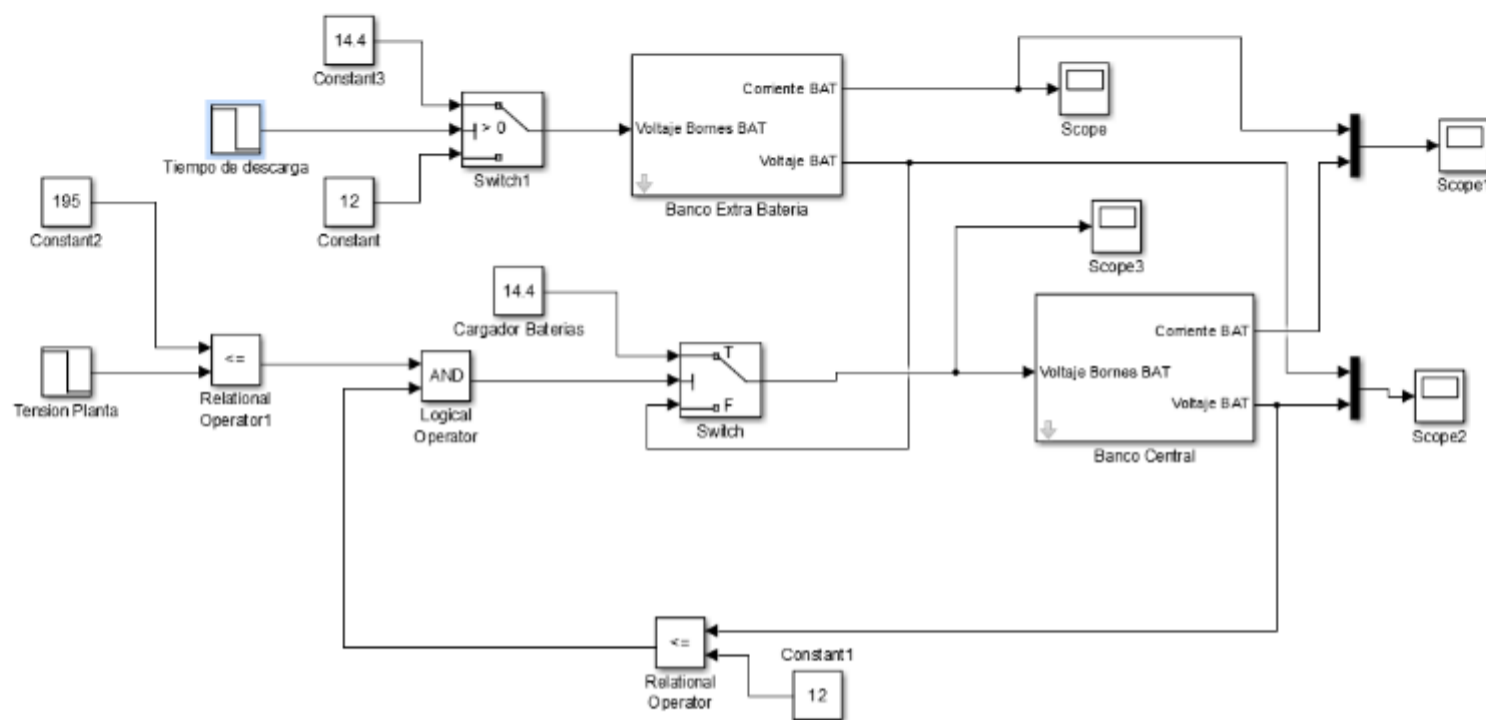 14.4
Constant3
Tiempo de descarga
> 0
Switch1
12
Constant
Voltaje Bornes BAT
Corriente BAT
Voltaje BAT
Banco Extra Bateria
Scope
Scope1
195
Constant2
Scope3
14.4
Cargador Baterias
Tension Planta
<=
Relational
Operator1
AND
Logical
Operator
T
F
Switch
Voltaje Bornes BAT
Corriente BAT
Voltaje BAT
Banco Central
Scope2
<=
Relational
Operator
Constant1
12